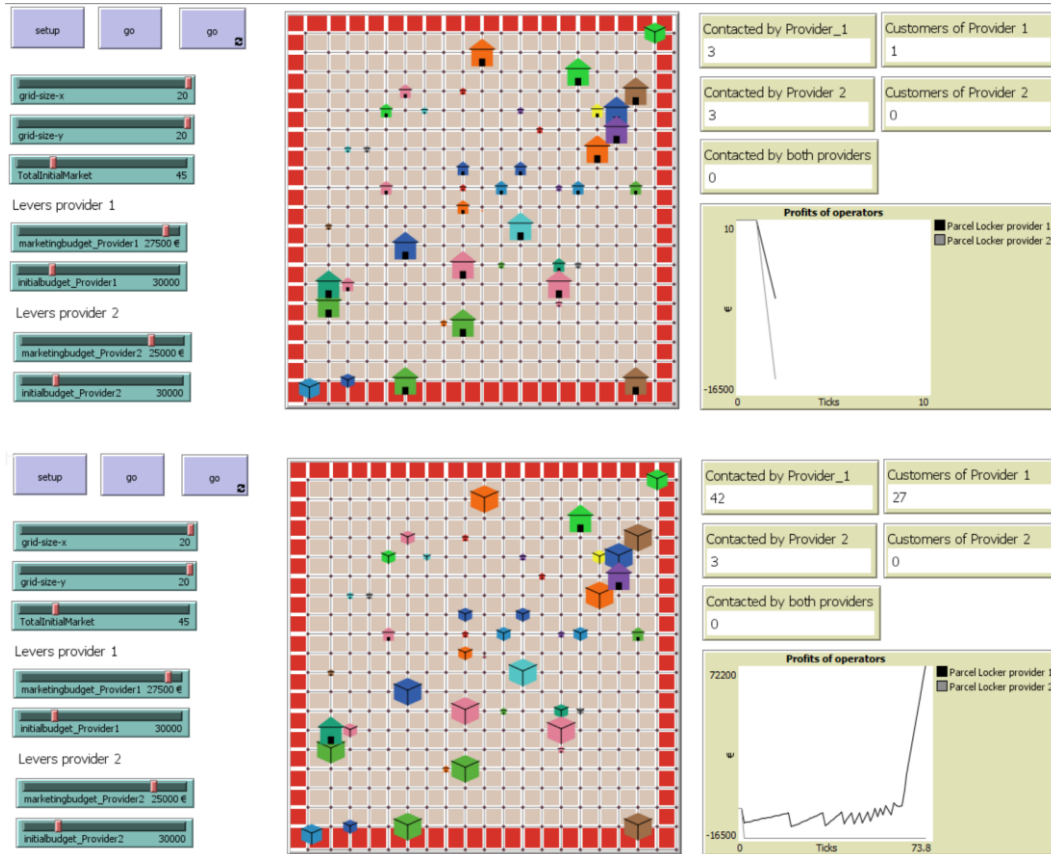 setup
go
go
grid-size-x 20
grid-size-y 20
TotalInitialMarket 45
Levers provider 1
marketingbudget_Provider1 27500 €
initialbudget_Provider1 30000
Levers provider 2
marketingbudget_Provider2 25000 €
initialbudget_Provider2 30000
Contacted by Provider_1
3
Customers of Provider 1
1
Contacted by Provider 2
3
Customers of Provider 2
0
Contacted by both providers
0
Profits of operators
10
€
-16500
0
Ticks
10
Parcel Locker provider 1
Parcel Locker provider 2
setup
go
go
grid-size-x 20
grid-size-y 20
TotalInitialMarket 45
Levers provider 1
marketingbudget_Provider1 27500 €
initialbudget_Provider1 30000
Levers provider 2
marketingbudget_Provider2 25000 €
initialbudget_Provider2 30000
Contacted by Provider_1
42
Customers of Provider 1
27
Contacted by Provider 2
3
Customers of Provider 2
0
Contacted by both providers
0
Profits of operators
72200
€
-16500
0
Ticks
73.8
Parcel Locker provider 1
Parcel Locker provider 2